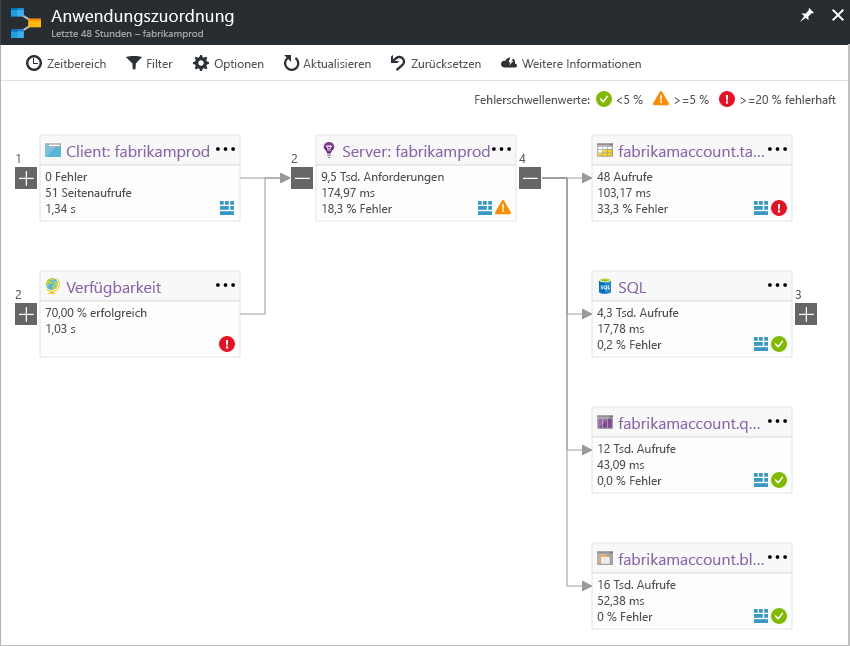 Anwendungszuordnung
Letzte 48 Stunden – fabrikamprod
Zeitbereich Filter Optionen Aktualisieren Zurücksetzen Weitere Informationen
Fehlerschwellenwerte: <5 % >=5 % >=20 % fehlerhaft
1
Client: fabrikamprod
0 Fehler
51 Seitenaufrufe
1,34 s
2
Verfügbarkeit
70,00 % erfolgreich
1,03 s
2
Server: fabrikamprod
9,5 Tsd. Anforderungen
174,97 ms
18,3 % Fehler
4
fabrikamaccount.ta...
48 Aufrufe
103,17 ms
33,3 % Fehler
SQL
SQL
4,3 Tsd. Aufrufe
17,78 ms
0,2 % Fehler
3
fabrikamaccount.q...
12 Tsd. Aufrufe
43,09 ms
0,0 % Fehler
fabrikamaccount.bl...
16 Tsd. Aufrufe
52,38 ms
0 % Fehler